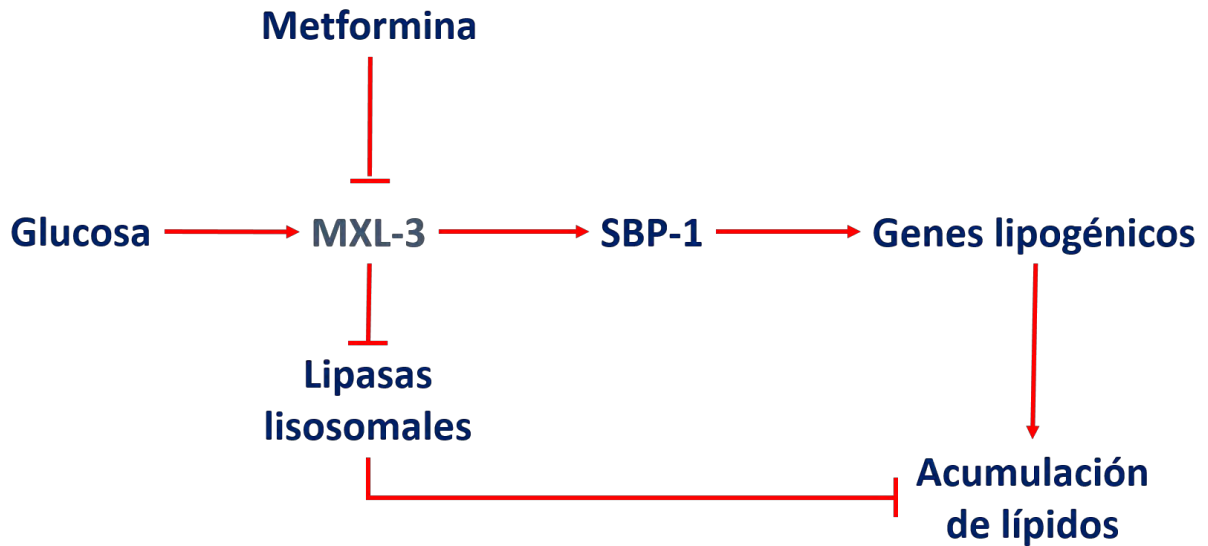 Metformina
Glucosa
MXL-3
SBP-1
Genes lipogénicos
Lipasas
lisosomales
Acumulación
de lípidos